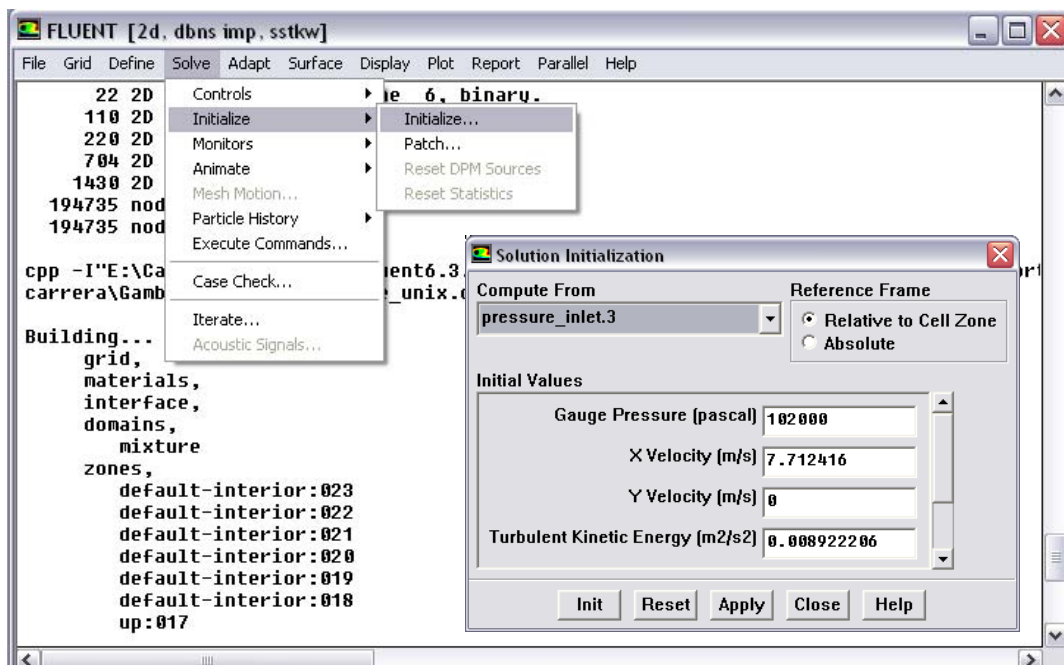 FLUENT [2d, dbns imp, sstkw]
File Grid Define Solve Adapt Surface Display Plot Report Parallel Help
22 2D
6, binary.
110 2D
220 2D
704 2D
1430 2D
194735 nod
194735 nod
cpp -I"E:\Ca
uent6.3.
carrera\Gamb
_unix.c
Building...
grid,
materials,
interface,
domains,
mixture
zones,
default-interior:023
default-interior:022
default-interior:021
default-interior:020
default-interior:019
default-interior:018
up:017
Controls
Initialize
Monitors
Animate
Mesh Motion...
Particle History
Execute Commands...
Case Check...
Iterate...
Acoustic Signals...
Initialize...
Patch...
Reset DPM Sources
Reset Statistics
Solution Initialization
Compute From
pressure_inlet.3
Reference Frame
Relative to Cell Zone
Absolute
Initial Values
Gauge Pressure (pascal) 102000
X Velocity (m/s) 7.712416
Y Velocity (m/s) 0
Turbulent Kinetic Energy (m2/s2) 0.008922206
Init Reset Apply Close Help